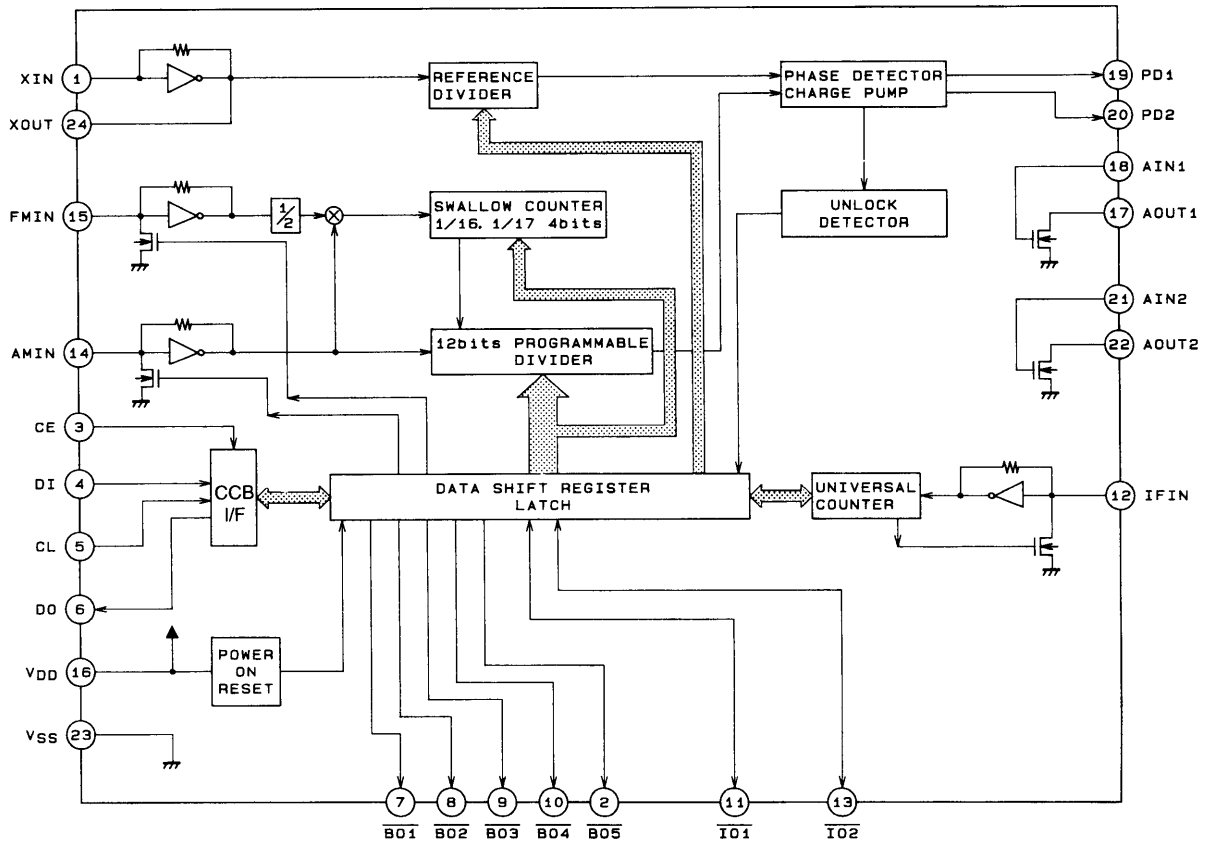 XIN 1
XOUT 24
FMIN 15
AMIN 14
CE 3
DI 4
CL 5
DO 6
VDD 16
VSS 23
REFERENCE
DIVIDER
PHASE DETECTOR
CHARGE PUMP
19 PD1
20 PD2
18 AIN1
17 AOUT1
21 AIN2
22 AOUT2
12 IFIN
1/2
SWALLOW COUNTER
1/16. 1/17 4bits
UNLOCK
DETECTOR
12bits PROGRAMMABLE
DIVIDER
CCB
I/F
DATA SHIFT REGISTER
LATCH
UNIVERSAL
COUNTER
POWER
ON
RESET
7 8 9 10 2 11 13
BO1 BO2 BO3 BO4 BO5 IO1 IO2